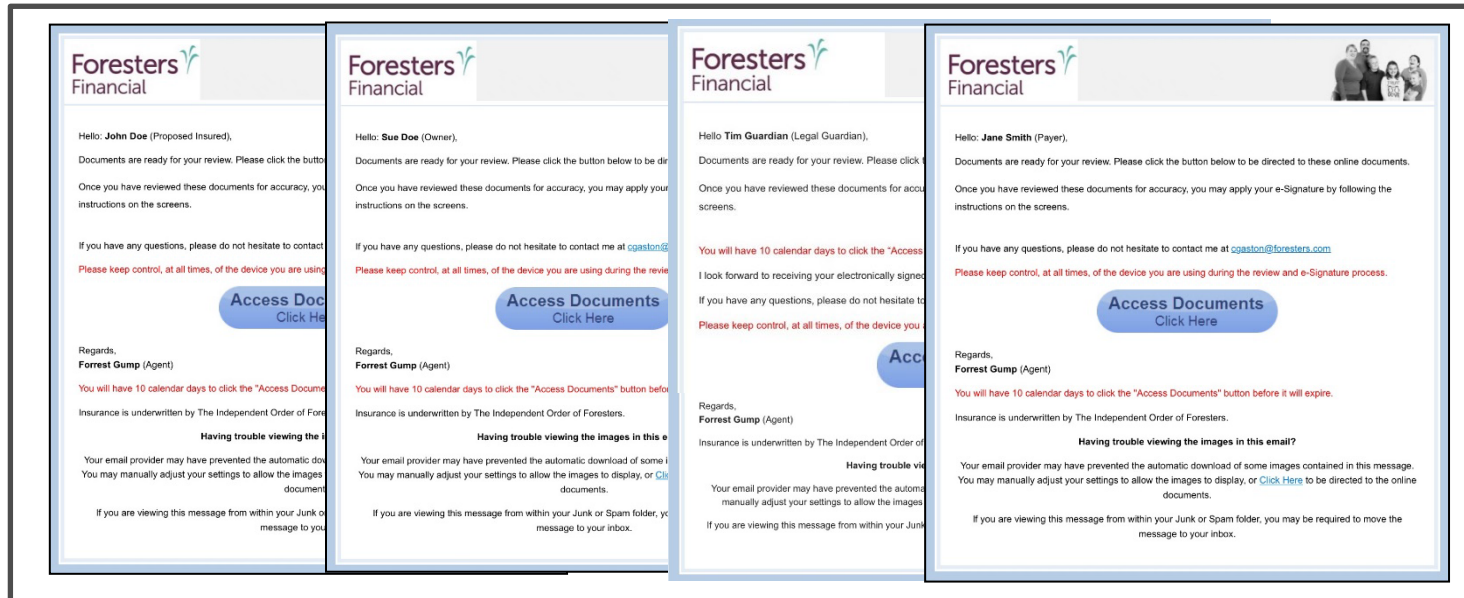 Foresters
Financial
Hello: John Doe (Proposed Insured),
Documents are ready for your review. Please click the butto
Once you have reviewed these documents for accuracy, you
instructions on the screens.
If you have any questions, please do not hesitate to contact
Please keep control, at all times, of the device you are using
Access Doc
Click He
Regards,
Forrest Gump (Agent)
You will have 10 calendar days to click the "Access Docume
Insurance is underwritten by The Independent Order of Fore
Having trouble viewing the i
Your email provider may have prevented the automatic dow
You may manually adjust your settings to allow the images
document
If you are viewing this message from within your Junk o
message to you
Foresters
Financial
Hello: Sue Doe (Owner),
Documents are ready for your review. Please click the button below to be dir
Once you have reviewed these documents for accuracy, you may apply your
instructions on the screens.
If you have any questions, please do not hesitate to contact me at cgaston@
Please keep control, at all times, of the device you are using during the revie
Access Documents
Click Here
Regards,
Forrest Gump (Agent)
You will have 10 calendar days to click the "Access Documents" button befor
Insurance is underwritten by The Independent Order of Foresters.
Having trouble viewing the images in this e
Your email provider may have prevented the automatic download of some i
You may manually adjust your settings to allow the images to display, or Clic
documents.
If you are viewing this message from within your Junk or Spam folder, yo
message to your inbox.
Foresters
Financial
Hello Tim Guardian (Legal Guardian),
Documents are ready for your review. Please click t
Once you have reviewed these documents for accu
screens.
You will have 10 calendar days to click the "Access
I look forward to receiving your electronically signed
If you have any questions, please do not hesitate to
Please keep control, at all times, of the device you a
Acc
Regards,
Forrest Gump (Agent)
Insurance is underwritten by The Independent Order of
Having trouble vie
Your email provider may have prevented the automa
manually adjust your settings to allow the images
If you are viewing this message from within your Junk
Foresters
Financial
Hello: Jane Smith (Payer),
Documents are ready for your review. Please click the button below to be directed to these online documents.
Once you have reviewed these documents for accuracy, you may apply your e-Signature by following the
instructions on the screens.
If you have any questions, please do not hesitate to contact me at cgaston@foresters.com
Please keep control, at all times, of the device you are using during the review and e-Signature process.
Access Documents
Click Here
Regards,
Forrest Gump (Agent)
You will have 10 calendar days to click the "Access Documents" button before it will expire.
Insurance is underwritten by The Independent Order of Foresters.
Having trouble viewing the images in this email?
Your email provider may have prevented the automatic download of some images contained in this message.
You may manually adjust your settings to allow the images to display, or Click Here to be directed to the online
documents.
If you are viewing this message from within your Junk or Spam folder, you may be required to move the
message to your inbox.